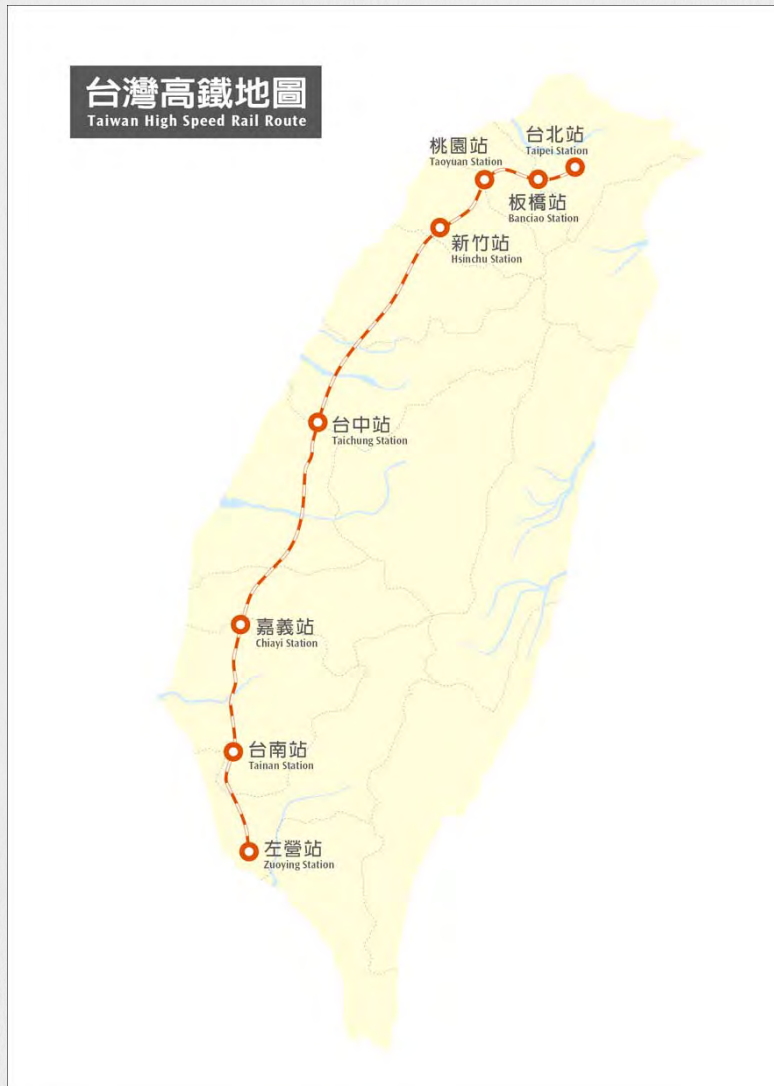 台灣高鐵地圖
Taiwan High Speed Rail Route
台北站
Taipei Station
桃園站
Taoyuan Station
板橋站
Banciao Station
新竹站
Hsinchu Station
台中站
Taichung Station
嘉義站
Chiayi Station
台南站
Tainan Station
左營站
Zuoying Station